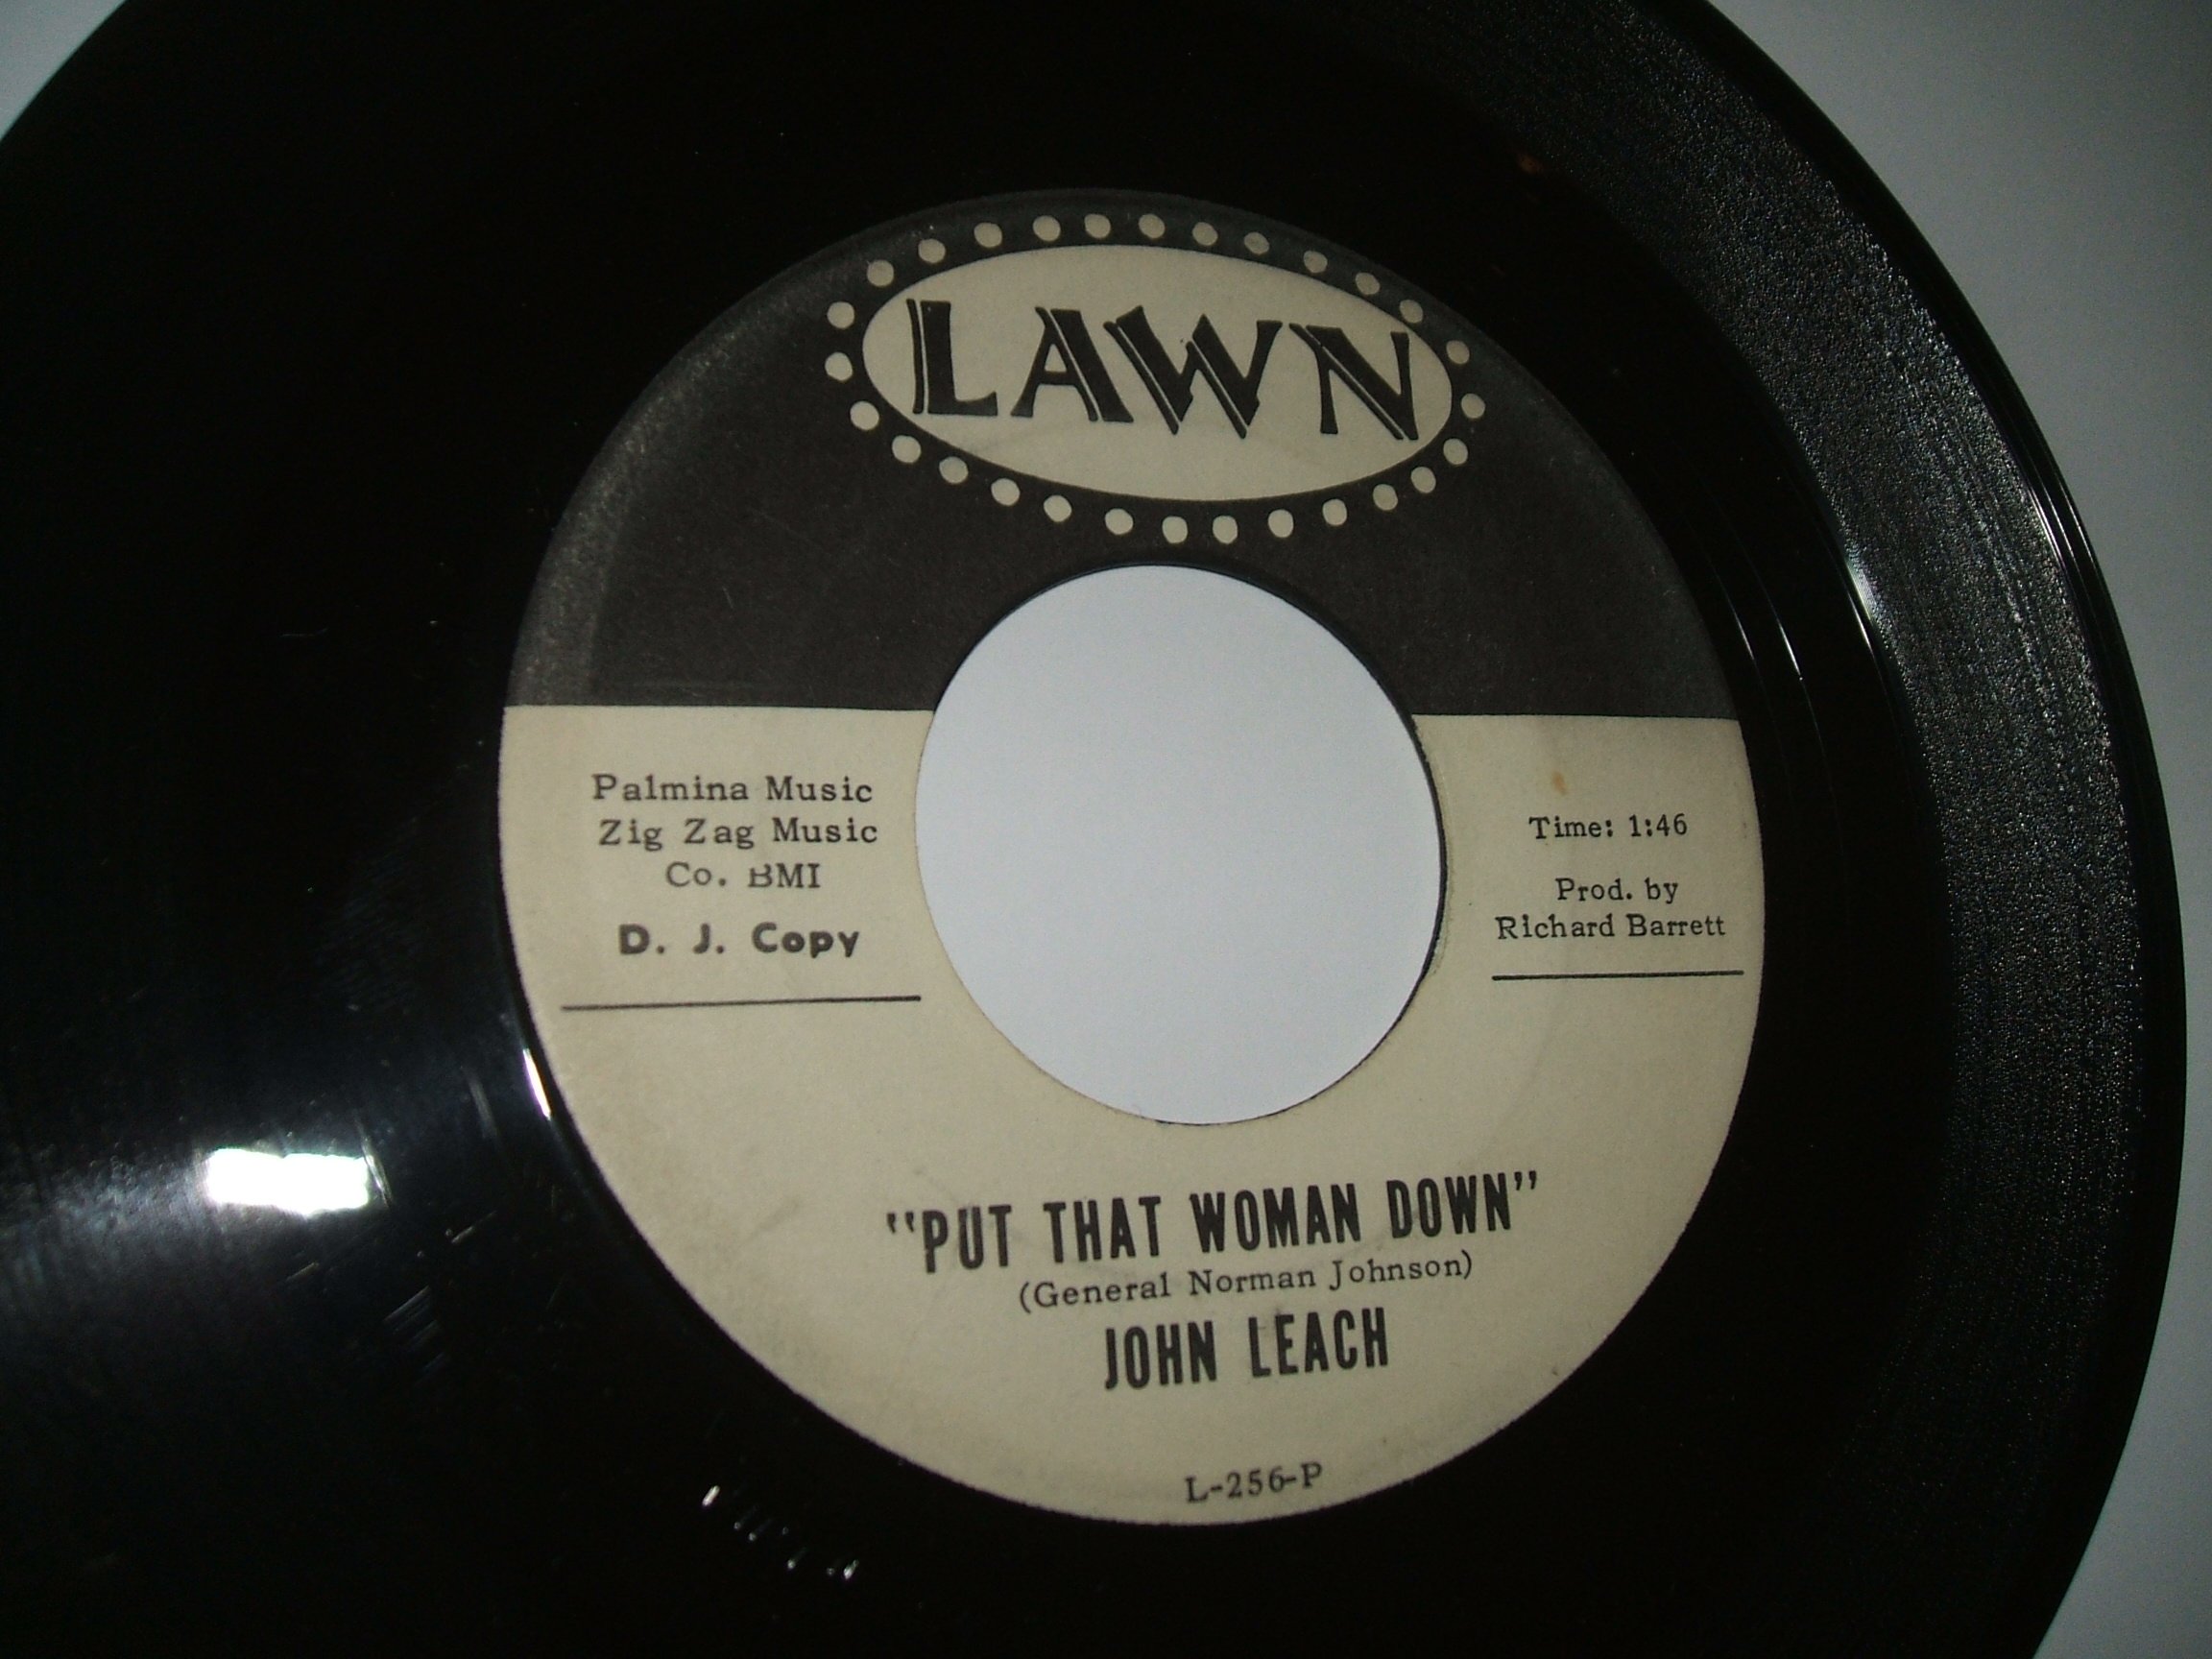 LAWN
Palmina Music
Zig Zag Music
Co. BMI
D. J. Copy
Time: 1:46
Prod. by
Richard Barrett
"PUT THAT WOMAN DOWN"
(General Norman Johnson)
JOHN LEACH
L-256-P